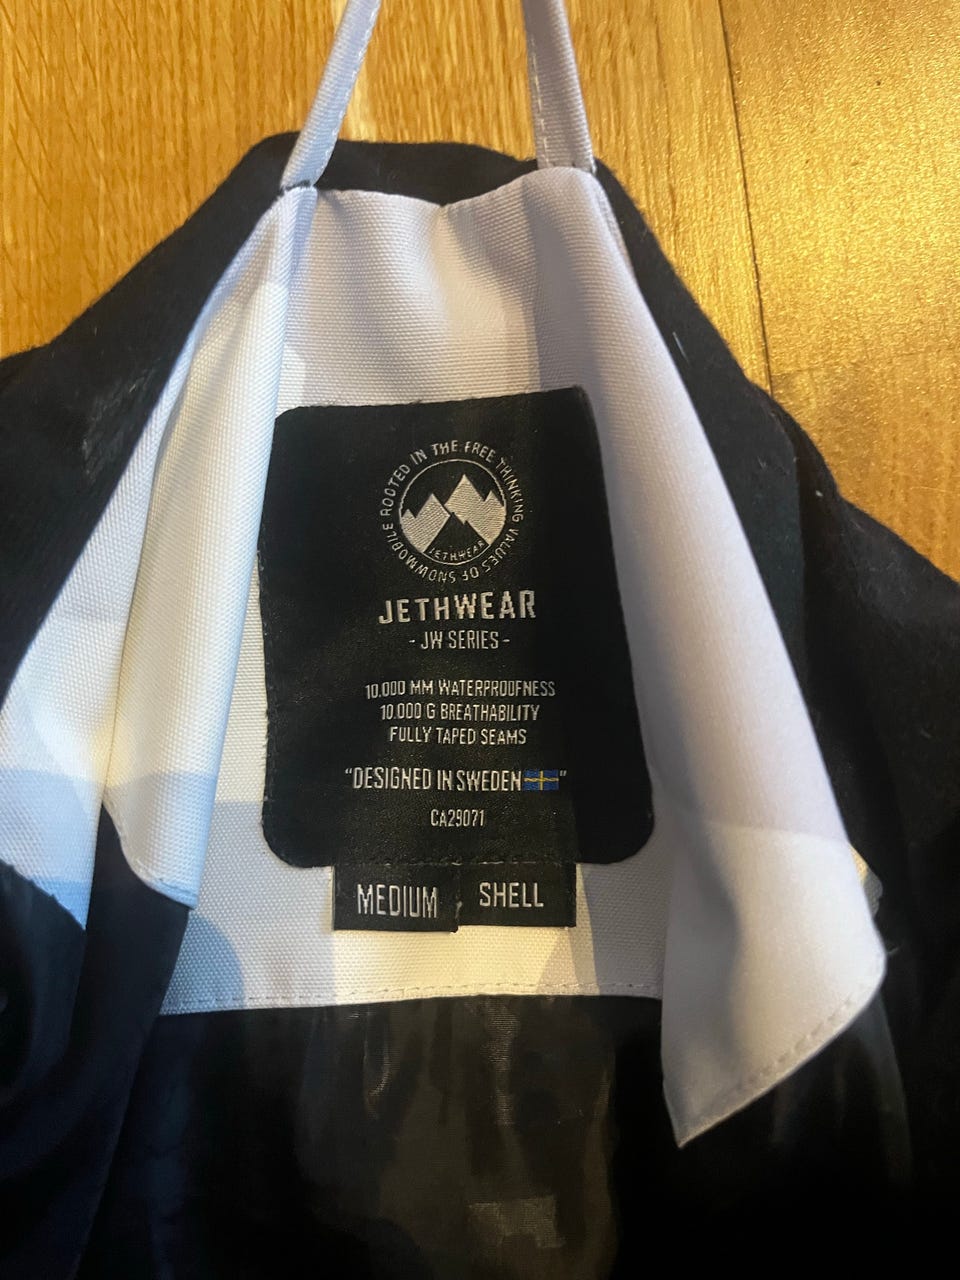 ROOTED IN THE FREE THINKING VALUES OF SNOWMOBILE
JETHWEAR
JETHWEAR
- JW SERIES -
10.000 MM WATERPROOFNESS
10.000 G BREATHABILITY
FULLY TAPED SEAMS
"DESIGNED IN SWEDEN🇸🇪"
CA29071
MEDIUM SHELL